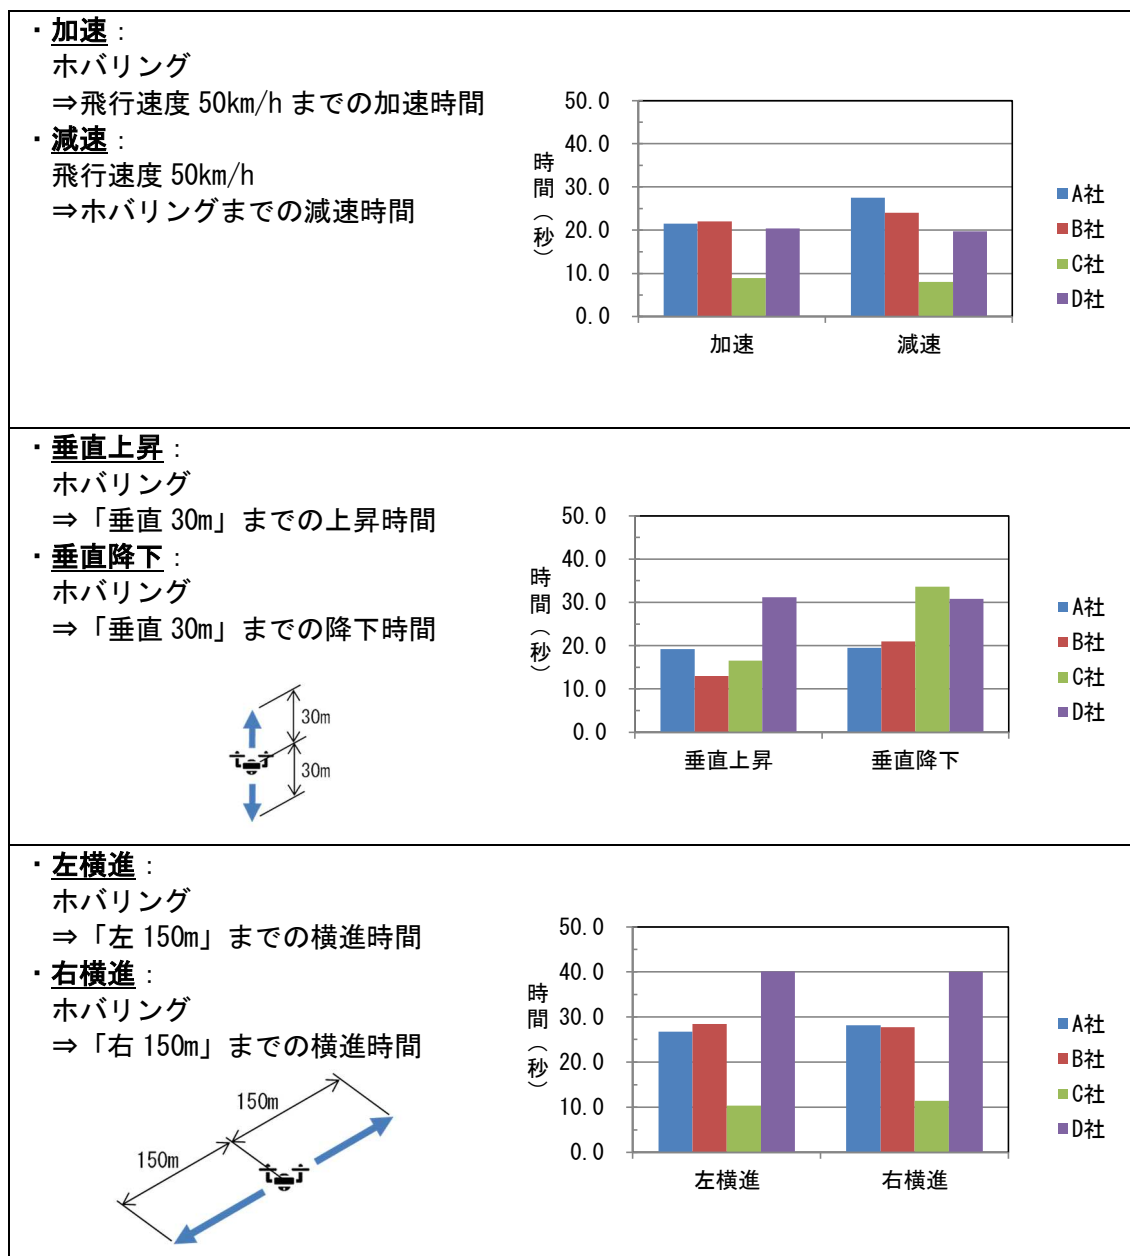 ・加速：
ホバリング
⇒飛行速度 50km/h までの加速時間
・減速：
飛行速度 50km/h
⇒ホバリングまでの減速時間
時間（秒）
50.0
40.0
30.0
20.0
10.0
0.0
加速
減速
A社
B社
C社
D社
・垂直上昇：
ホバリング
⇒「垂直 30m」までの上昇時間
・垂直降下：
ホバリング
⇒「垂直 30m」までの降下時間
30m
30m
時間（秒）
50.0
40.0
30.0
20.0
10.0
0.0
垂直上昇
垂直降下
A社
B社
C社
D社
・左横進：
ホバリング
⇒「左 150m」までの横進時間
・右横進：
ホバリング
⇒「右 150m」までの横進時間
150m
150m
時間（秒）
50.0
40.0
30.0
20.0
10.0
0.0
左横進
右横進
A社
B社
C社
D社